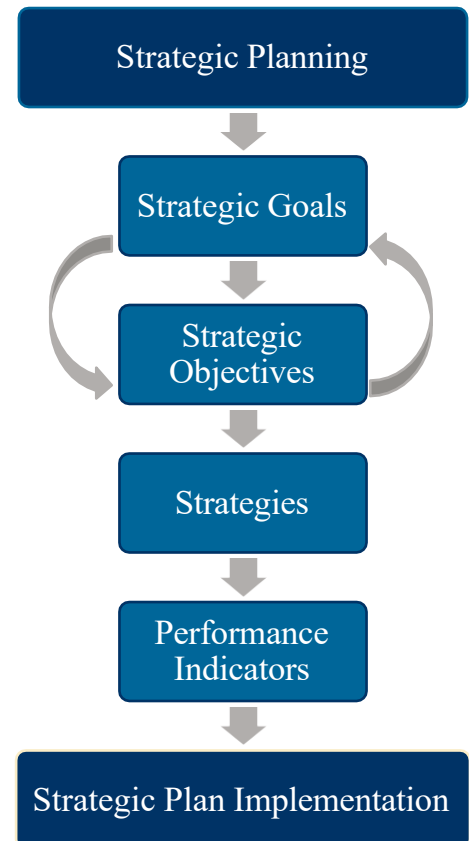 Strategic Planning
Strategic Goals
Strategic
Objectives
Strategies
Performance
Indicators
Strategic Plan Implementation